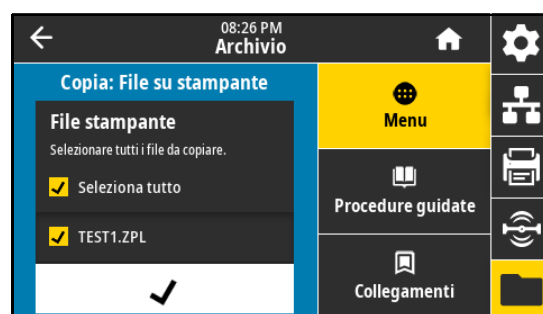 08:26 PM
Archivio
Copia: File su stampante
File stampante
Selezionare tutti i file da copiare.
Seleziona tutto
TEST1.ZPL
Menu
Procedure guidate
Collegamenti